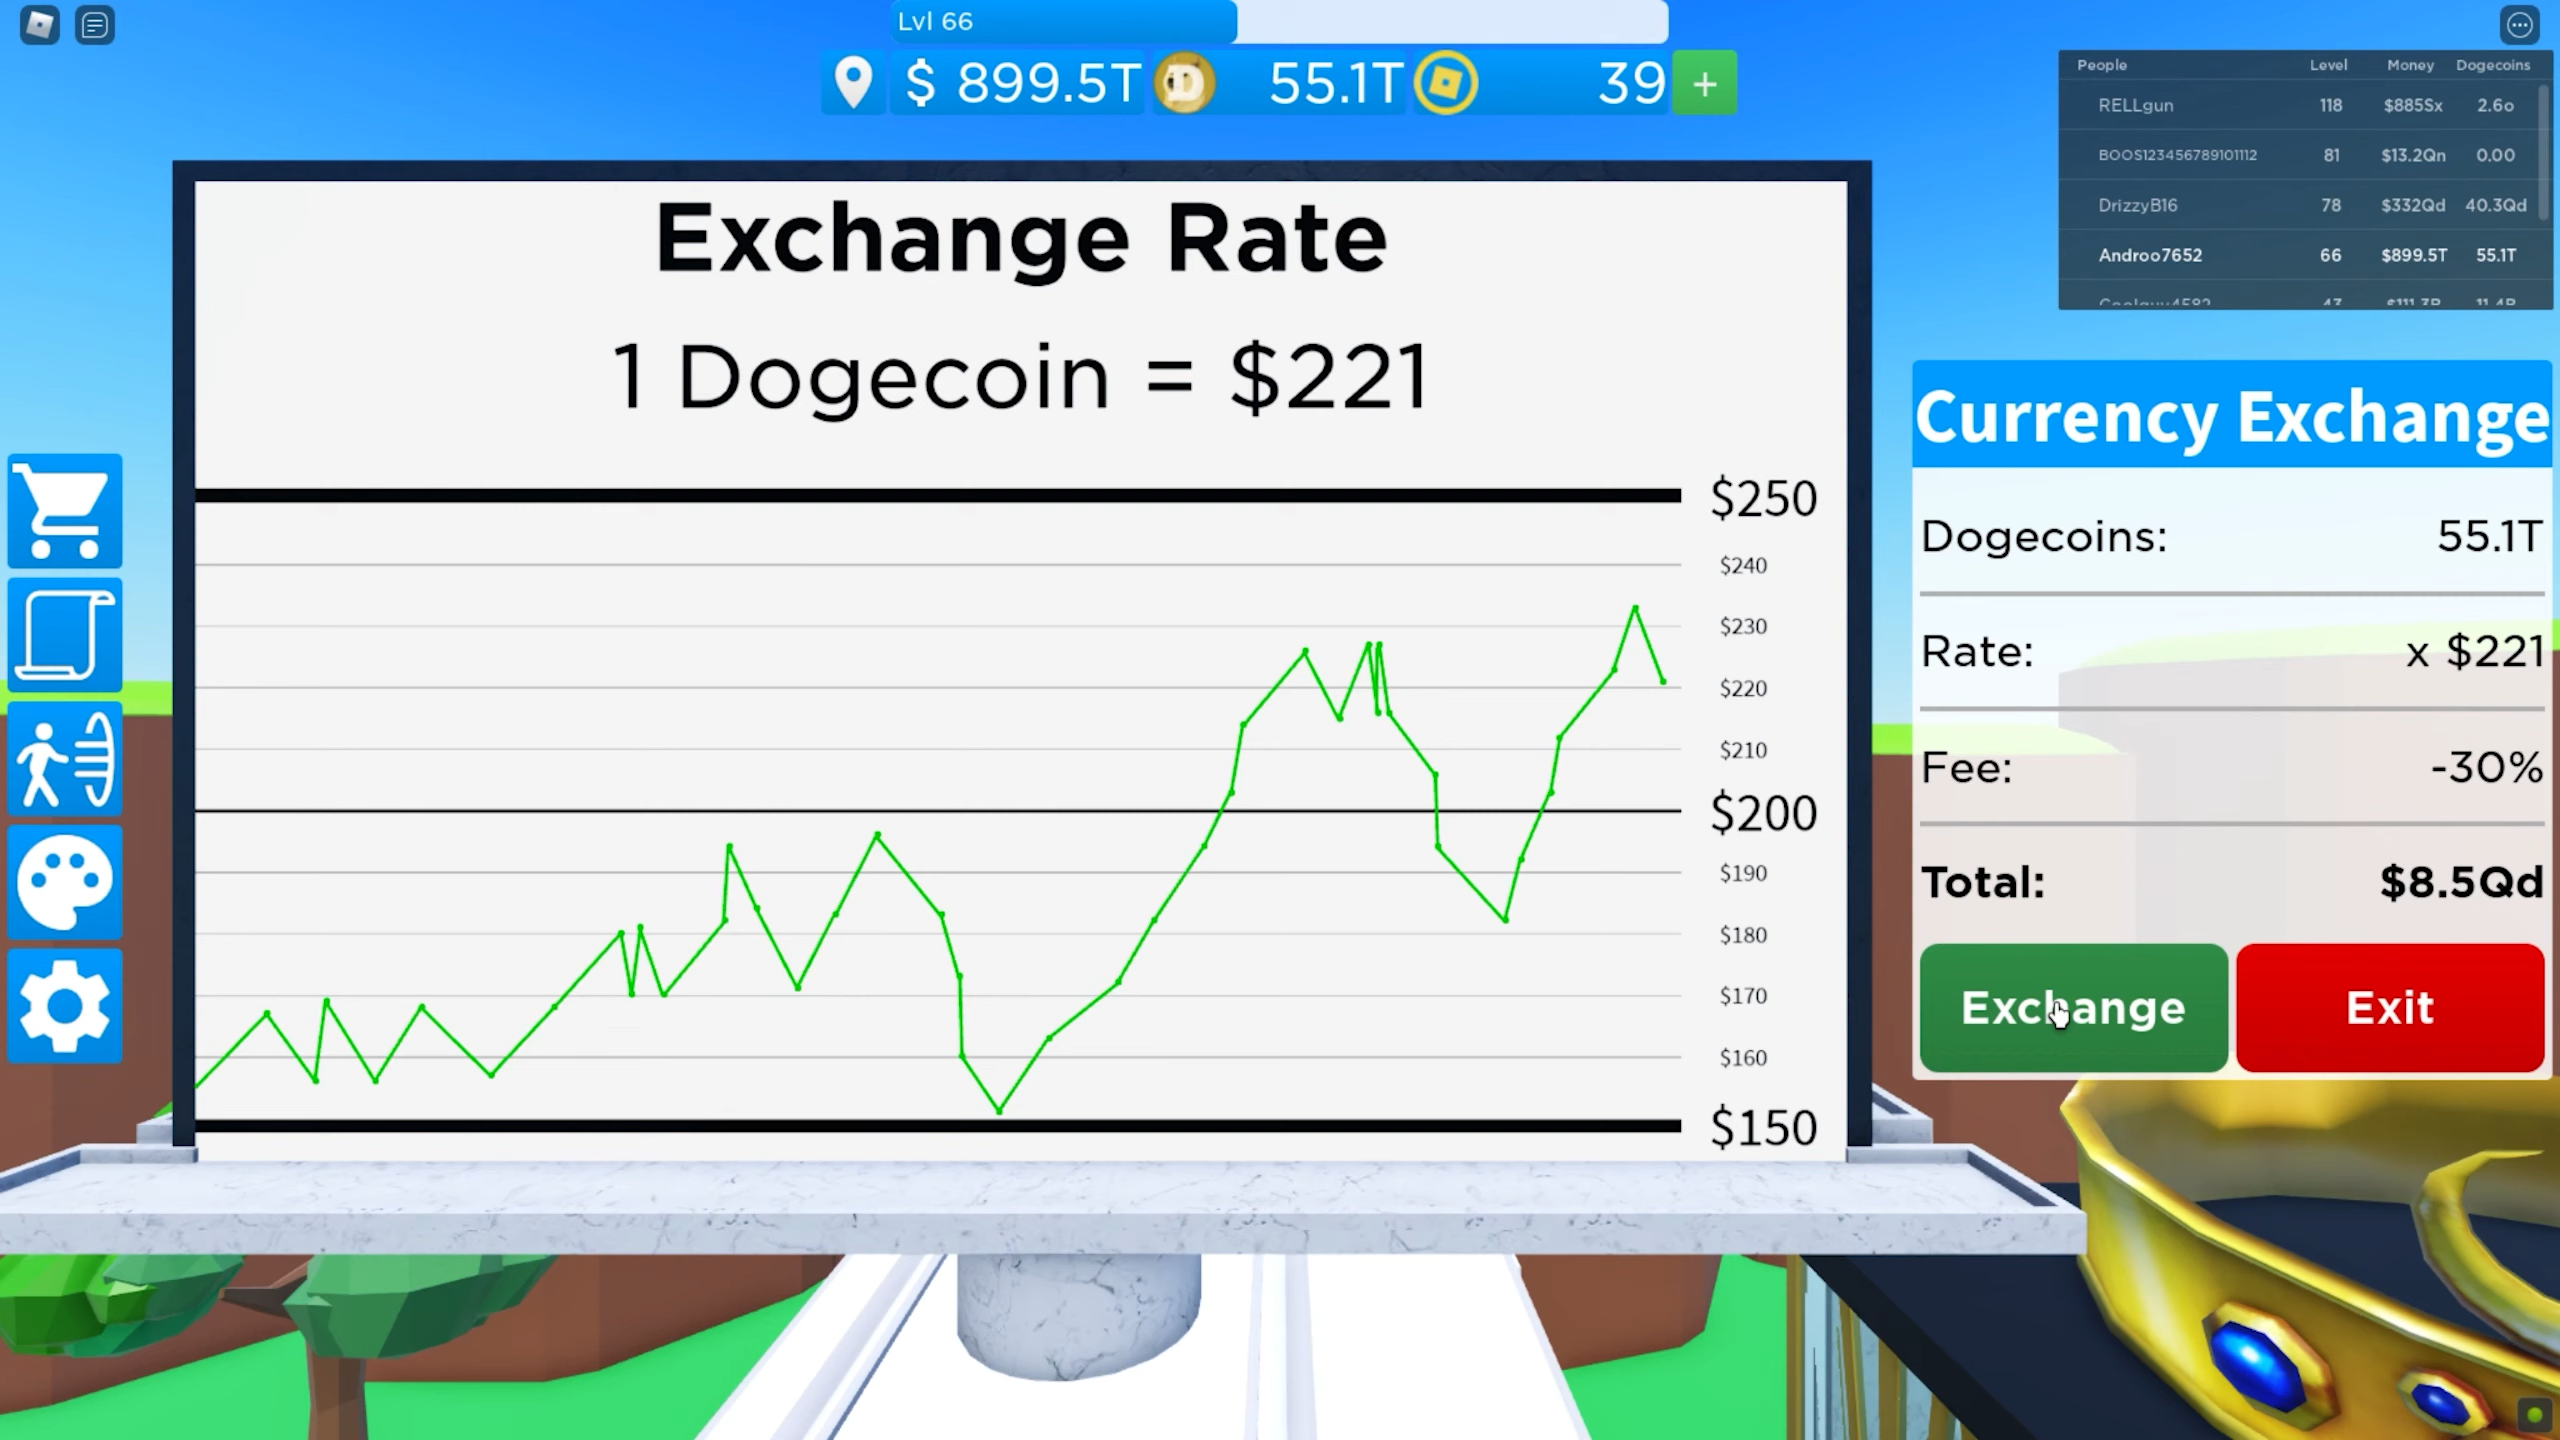 Lvl 66
$ 899.5T 55.1T 39 +
People Level Money Dogecoins
RELLgun 118 $885Sx 2.6o
BOOS123456789101112 81 $13.2Qn 0.00
DrizzyB16 78 $332Qd 40.3Qd
Androo7652 66 $899.5T 55.1T
Exchange Rate
1 Dogecoin = $221
$250
$240
$230
$220
$210
$200
$190
$180
$170
$160
$150
Currency Exchange
Dogecoins: 55.1T
Rate: x $221
Fee: -30%
Total: $8.5Qd
Exchange Exit